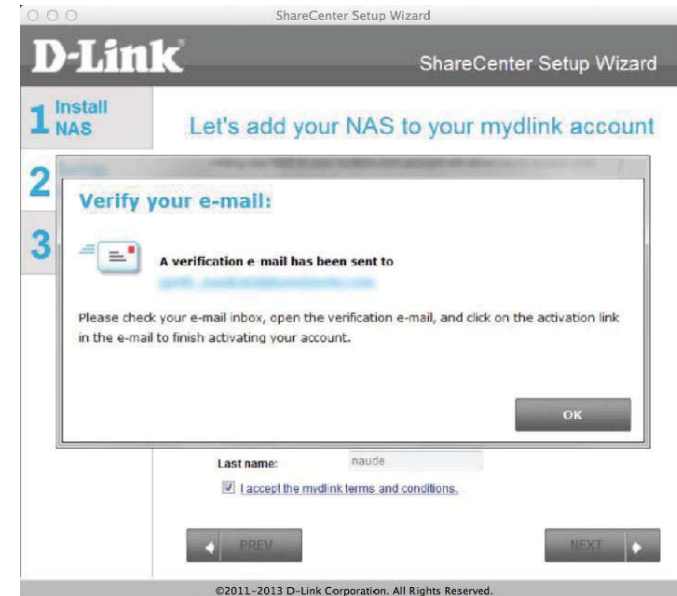 ShareCenter Setup Wizard
D-Link
ShareCenter Setup Wizard
1 Install
NAS
Let's add your NAS to your mydlink account
2
3
Verify your e-mail:
A verification e-mail has been sent to
Please check your e-mail inbox, open the verification e-mail, and click on the activation link
in the e-mail to finish activating your account.
OK
Last name: naude
I accept the mydlink terms and conditions.
PREV
NEXT
©2011-2013 D-Link Corporation. All Rights Reserved.